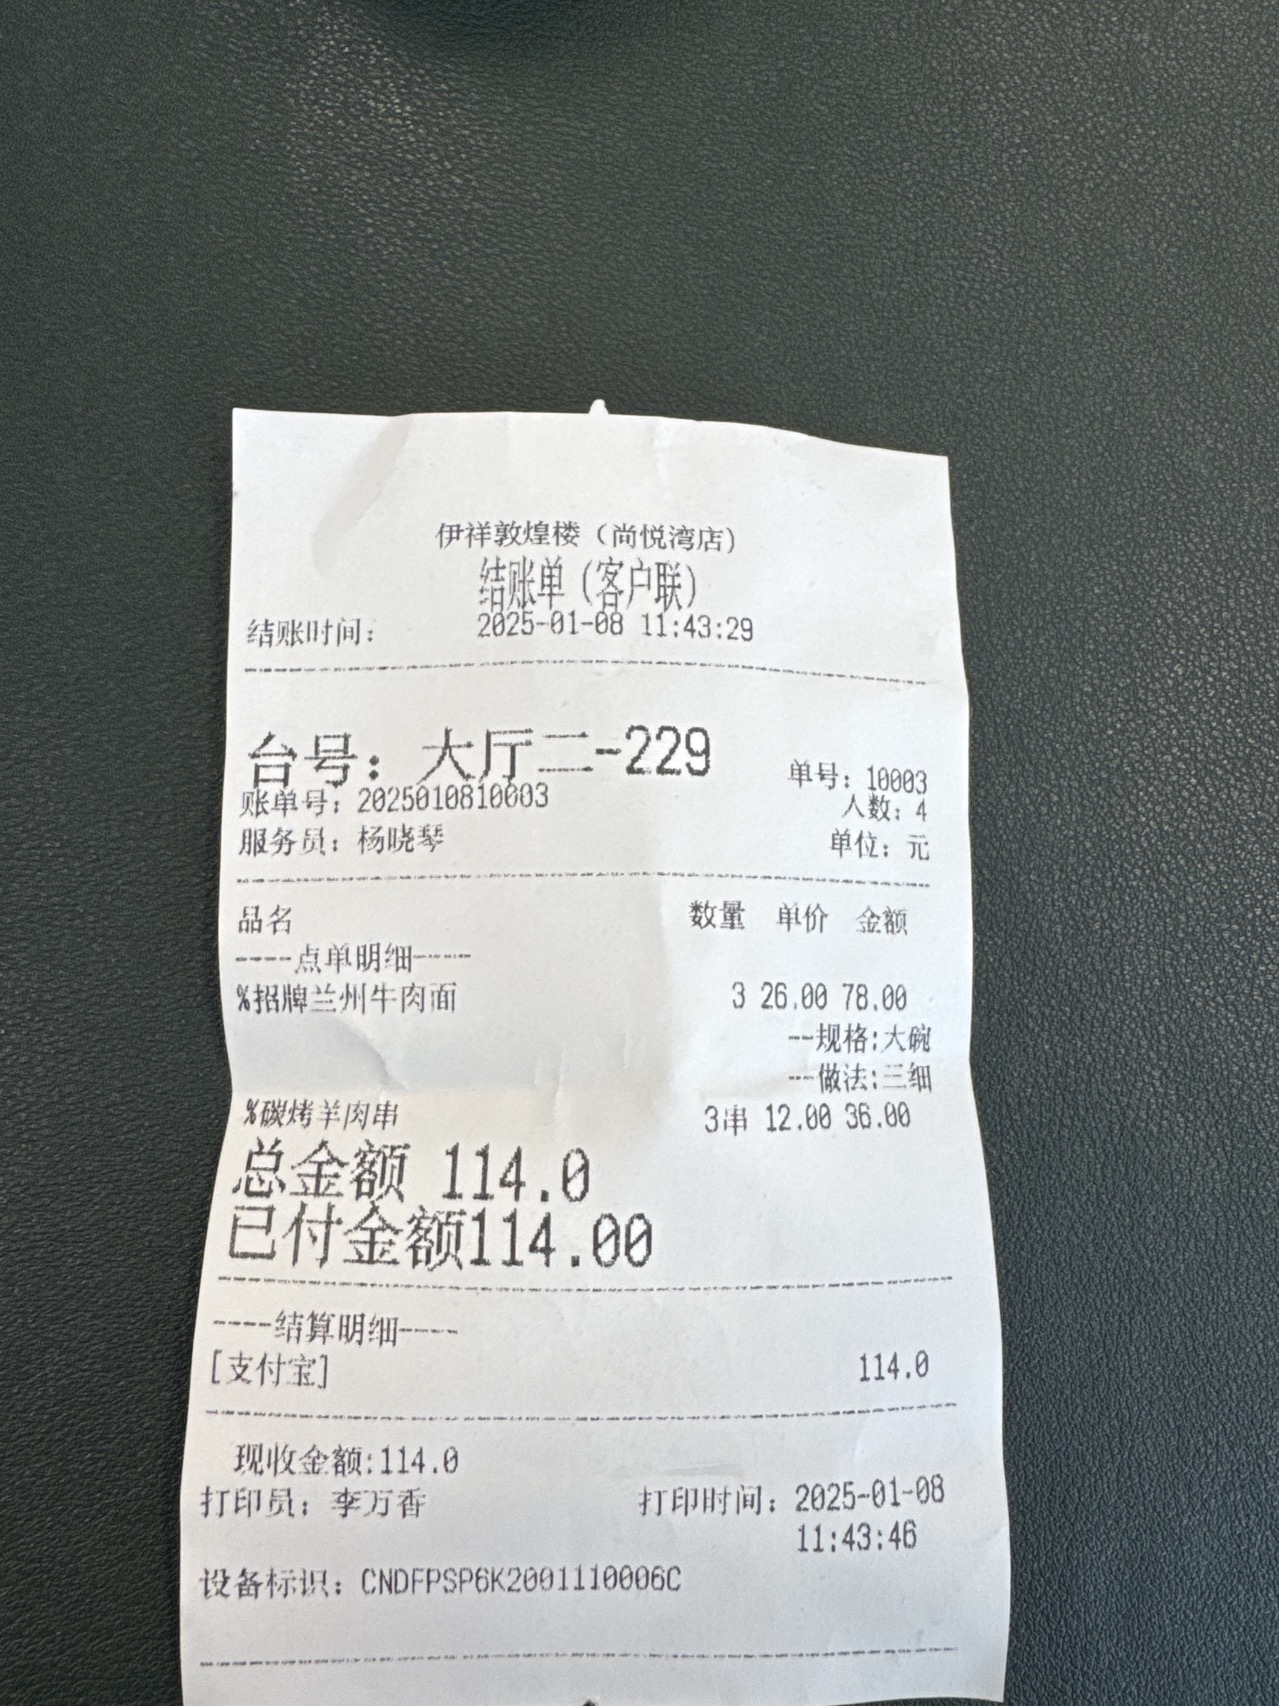 伊祥敦煌楼（尚悦湾店）
结账单（客户联）
结账时间： 2025-01-08 11:43:29
台号：大厅二-229
单号：10003
账单号：2025010810003
人数：4
服务员：杨晓琴
单位：元
品名 数量 单价 金额
----点单明细----
%招牌兰州牛肉面 3 26.00 78.00
--规格:大碗
--做法:三细
%碳烤羊肉串 3串 12.00 36.00
总金额 114.0
已付金额114.00
----结算明细----
[支付宝] 114.0
现收金额:114.0
打印员：李万香 打印时间：2025-01-08
11:43:46
设备标识：CNDFPSP6K2001110006C